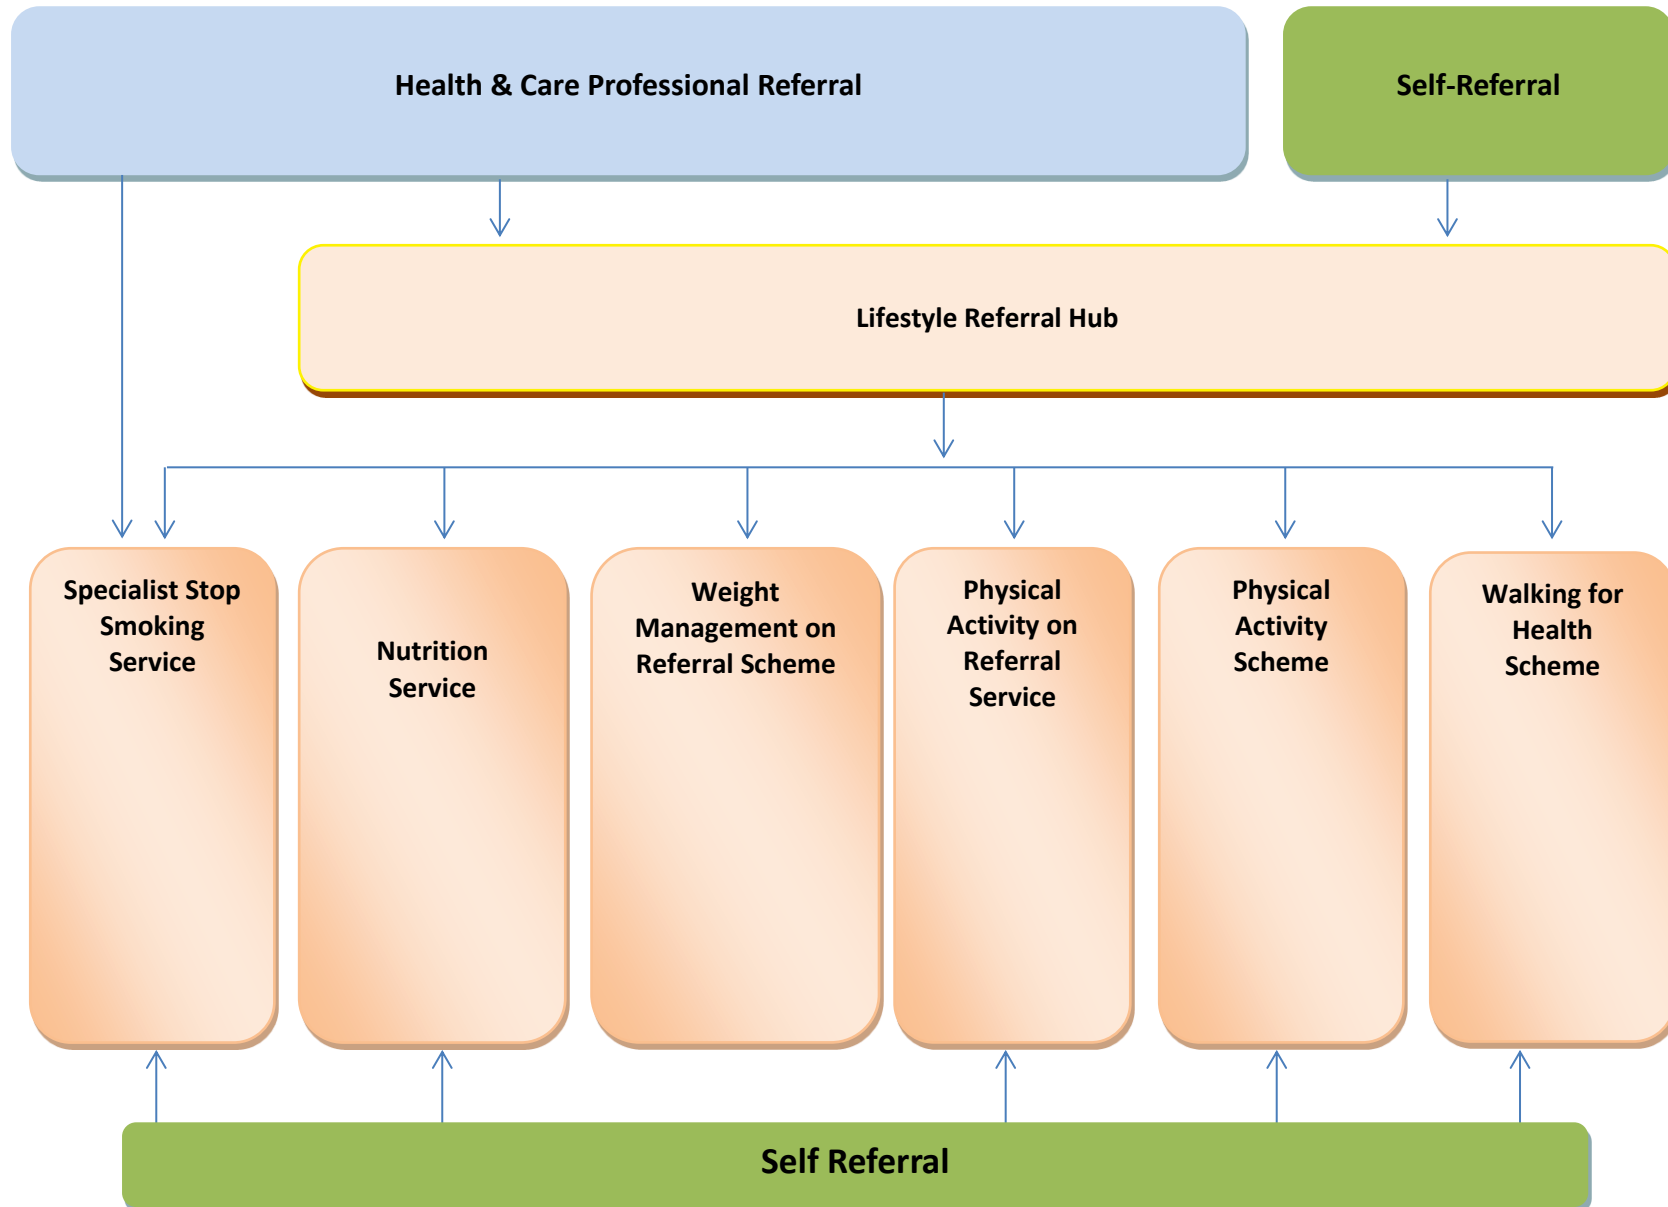 Health & Care Professional Referral
Self-Referral
Lifestyle Referral Hub
Specialist Stop
Smoking
Service
Nutrition
Service
Weight
Management on
Referral Scheme
Physical
Activity on
Referral
Service
Physical
Activity
Scheme
Walking for
Health
Scheme
Self Referral